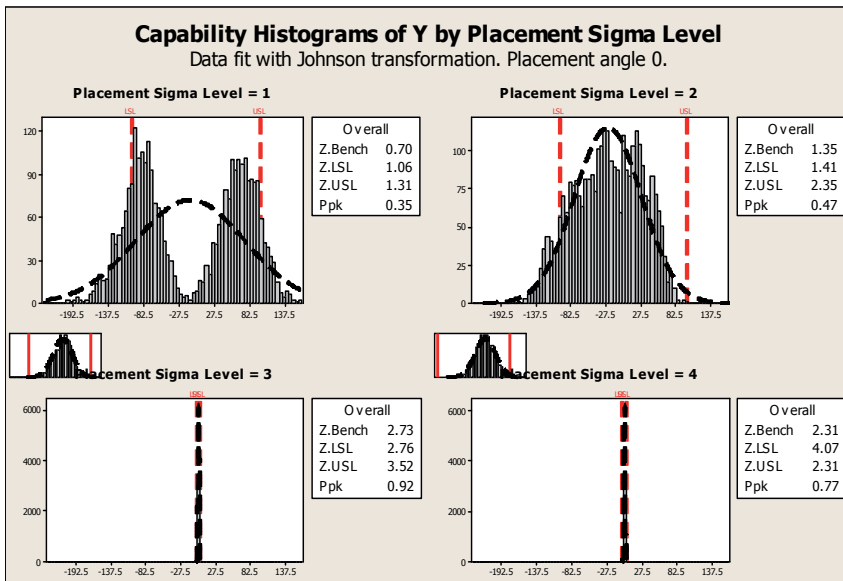 Capability Histograms of Y by Placement Sigma Level
Data fit with Johnson transformation. Placement angle 0.
Placement Sigma Level = 1
LSL USL
120
90
60
30
0
-192.5 -137.5 -82.5 -27.5 27.5 82.5 137.5
Overall
Z.Bench 0.70
Z.LSL 1.06
Z.USL 1.31
Ppk 0.35
Placement Sigma Level = 2
LSL USL
100
75
50
25
0
-192.5 -137.5 -82.5 -27.5 27.5 82.5 137.5
Overall
Z.Bench 1.35
Z.LSL 1.41
Z.USL 2.35
Ppk 0.47
Placement Sigma Level = 3
6000
4000
2000
0
-192.5 -137.5 -82.5 -27.5 27.5 82.5 137.5
Overall
Z.Bench 2.73
Z.LSL 2.76
Z.USL 3.52
Ppk 0.92
Placement Sigma Level = 4
6000
4000
2000
0
-192.5 -137.5 -82.5 -27.5 27.5 82.5 137.5
Overall
Z.Bench 2.31
Z.LSL 4.07
Z.USL 2.31
Ppk 0.77